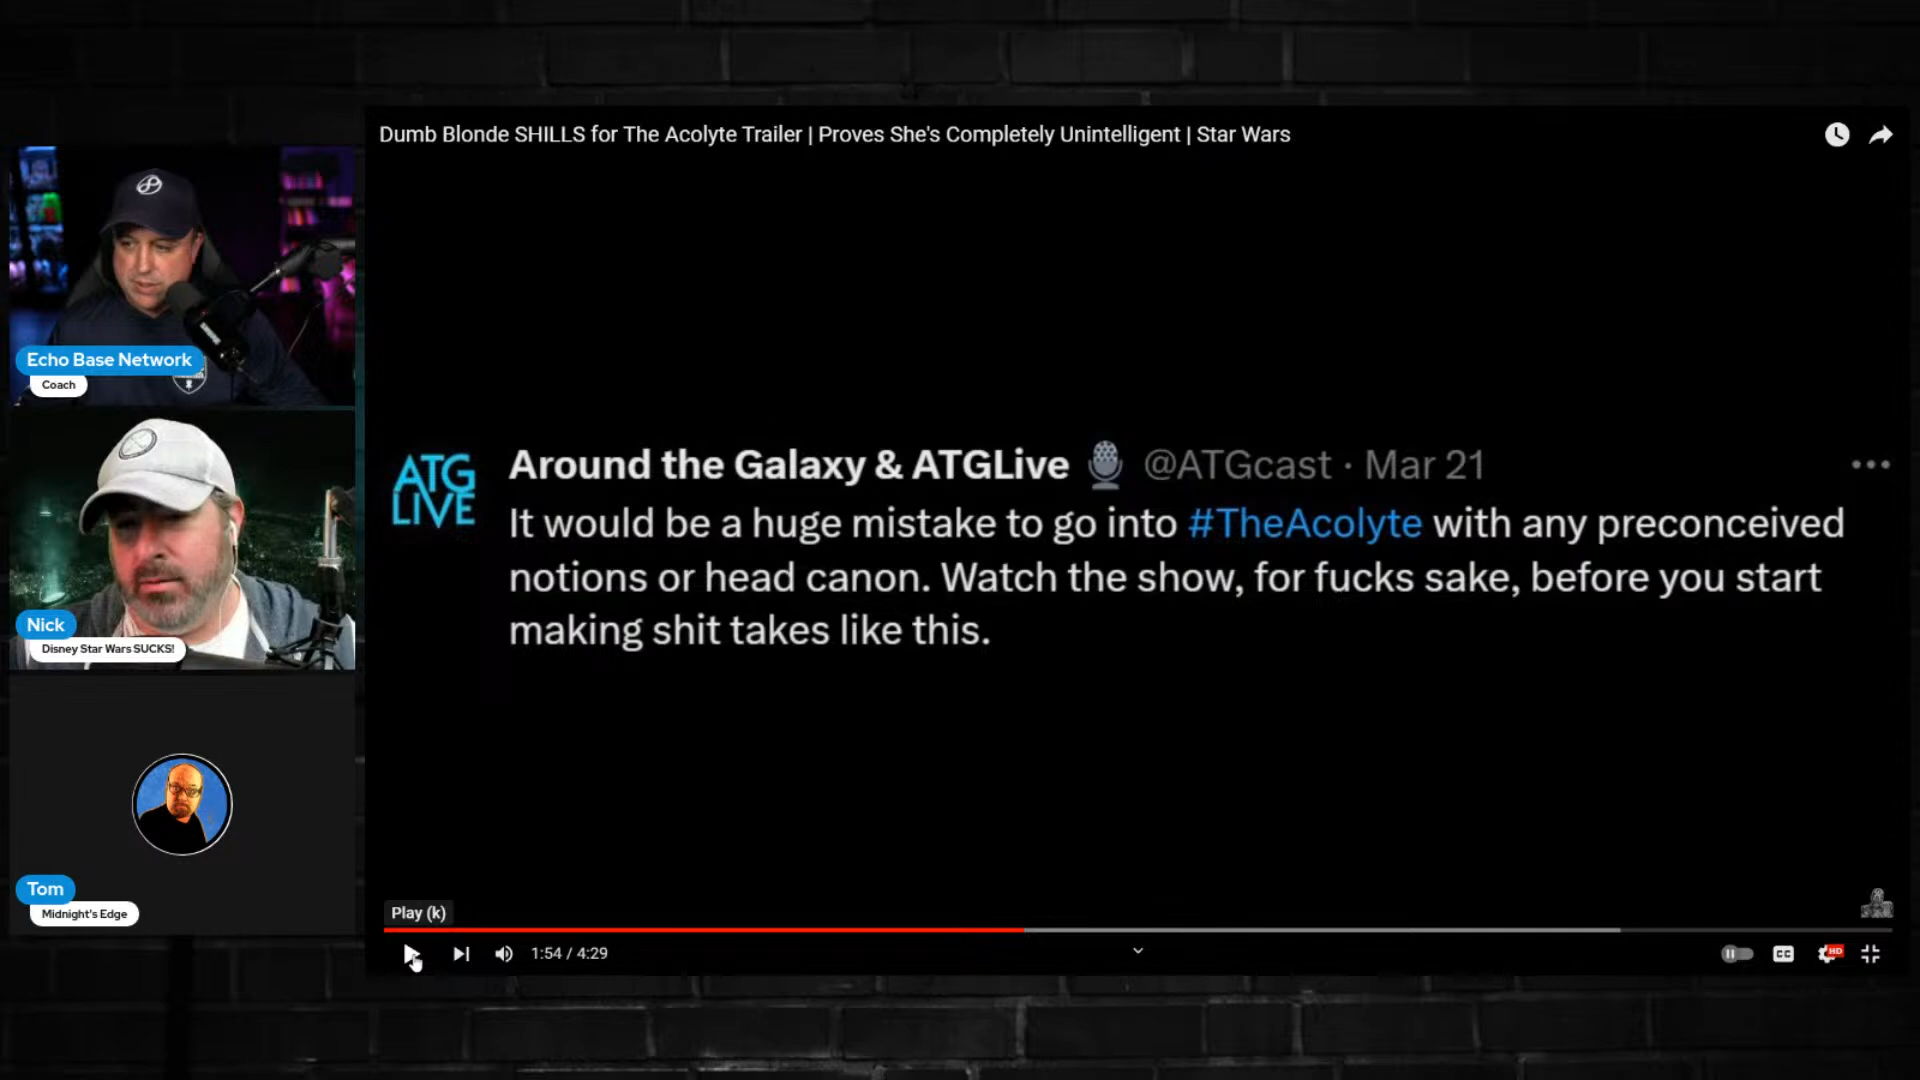 Dumb Blonde SHILLS for The Acolyte Trailer | Proves She's Completely Unintelligent | Star Wars
Echo Base Network
Coach
Nick
Disney Star Wars SUCKS!
Tom
Midnight's Edge
ATG
LIVE
Around the Galaxy & ATGLive @ATGcast · Mar 21
It would be a huge mistake to go into #TheAcolyte with any preconceived
notions or head canon. Watch the show, for fucks sake, before you start
making shit takes like this.
Play (k)
1:54 / 4:29
CC
HD